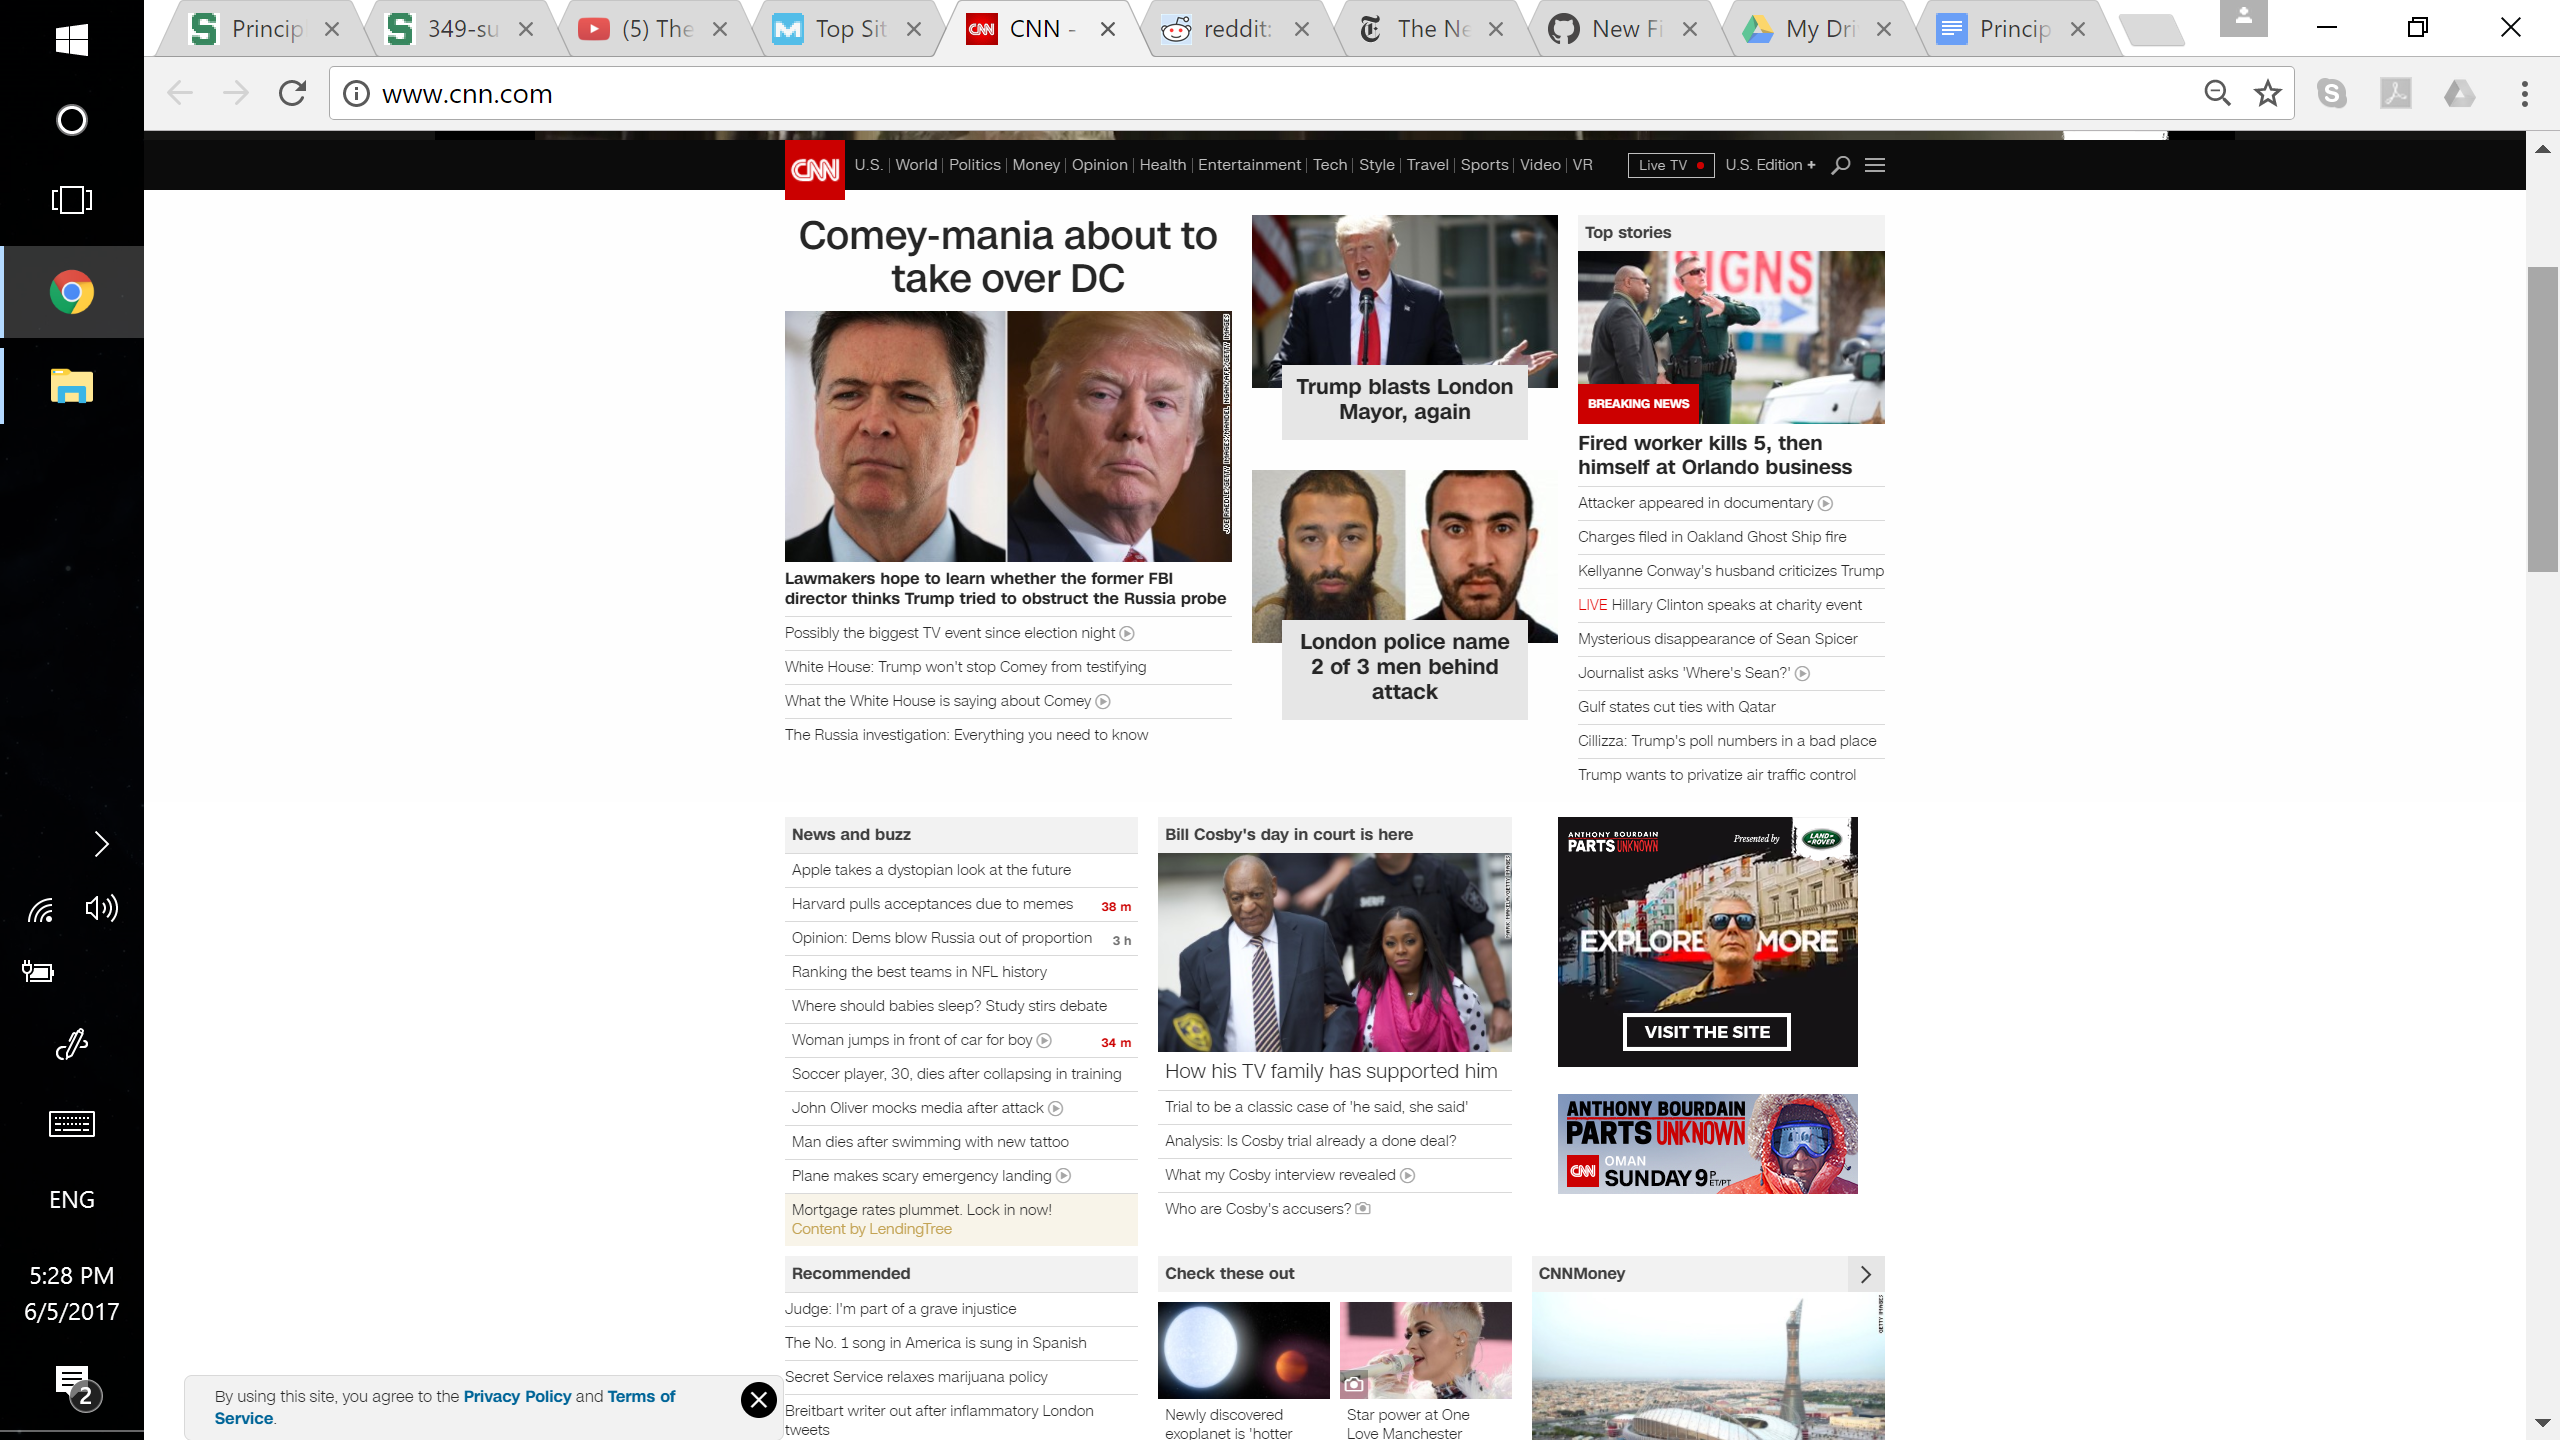 Princip
349-su
(5) The
Top Sit
CNN -
reddit:
The Ne
New Fi
My Dri
Princip
www.cnn.com
CNN
U.S. | World | Politics | Money | Opinion | Health | Entertainment | Tech | Style | Travel | Sports | Video | VR
Live TV
U.S. Edition +
Comey-mania about to
take over DC
Lawmakers hope to learn whether the former FBI
director thinks Trump tried to obstruct the Russia probe
Possibly the biggest TV event since election night
White House: Trump won't stop Comey from testifying
What the White House is saying about Comey
The Russia investigation: Everything you need to know
Trump blasts London
Mayor, again
London police name
2 of 3 men behind
attack
Top stories
SIGNS
BREAKING NEWS
Fired worker kills 5, then
himself at Orlando business
Attacker appeared in documentary
Charges filed in Oakland Ghost Ship fire
Kellyanne Conway's husband criticizes Trump
LIVE Hillary Clinton speaks at charity event
Mysterious disappearance of Sean Spicer
Journalist asks 'Where's Sean?'
Gulf states cut ties with Qatar
Cillizza: Trump's poll numbers in a bad place
Trump wants to privatize air traffic control
News and buzz
Apple takes a dystopian look at the future
Harvard pulls acceptances due to memes 38 m
Opinion: Dems blow Russia out of proportion 3 h
Ranking the best teams in NFL history
Where should babies sleep? Study stirs debate
Woman jumps in front of car for boy 34 m
Soccer player, 30, dies after collapsing in training
John Oliver mocks media after attack
Man dies after swimming with new tattoo
Plane makes scary emergency landing
Mortgage rates plummet. Lock in now!
Content by LendingTree
Bill Cosby's day in court is here
SHERIFF
How his TV family has supported him
Trial to be a classic case of 'he said, she said'
Analysis: Is Cosby trial already a done deal?
What my Cosby interview revealed
Who are Cosby's accusers?
ANTHONY BOURDAIN
PARTS UNKNOWN
Presented by
LAND-ROVER
EXPLORE MORE
VISIT THE SITE
ANTHONY BOURDAIN
PARTS UNKNOWN
CNN
OMAN
SUNDAY 9P ET/PT
Recommended
Judge: I'm part of a grave injustice
The No. 1 song in America is sung in Spanish
Secret Service relaxes marijuana policy
Breitbart writer out after inflammatory London
tweets
Check these out
Newly discovered
exoplanet is 'hotter
Star power at One
Love Manchester
CNNMoney
GETTY IMAGES
By using this site, you agree to the Privacy Policy and Terms of
Service.
ENG
5:28 PM
6/5/2017
2